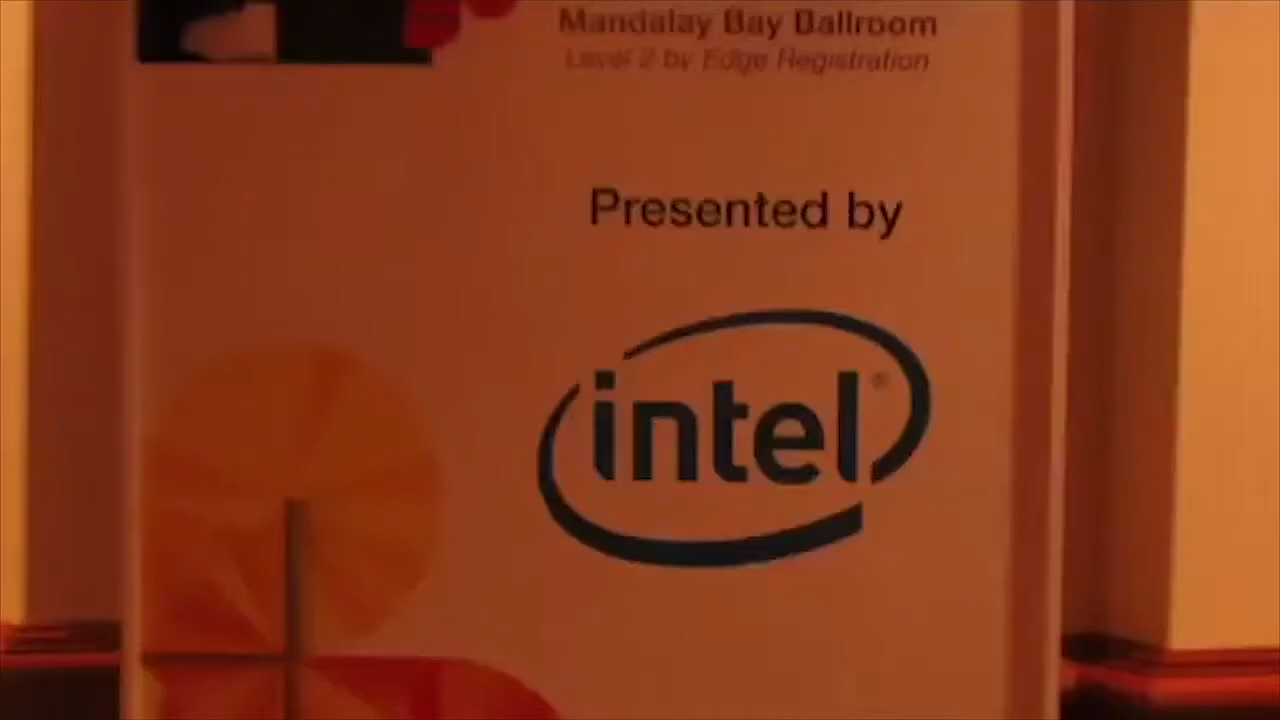 Mandalay Bay Ballroom
Level 2 by Edge Registration
Presented by
intel®